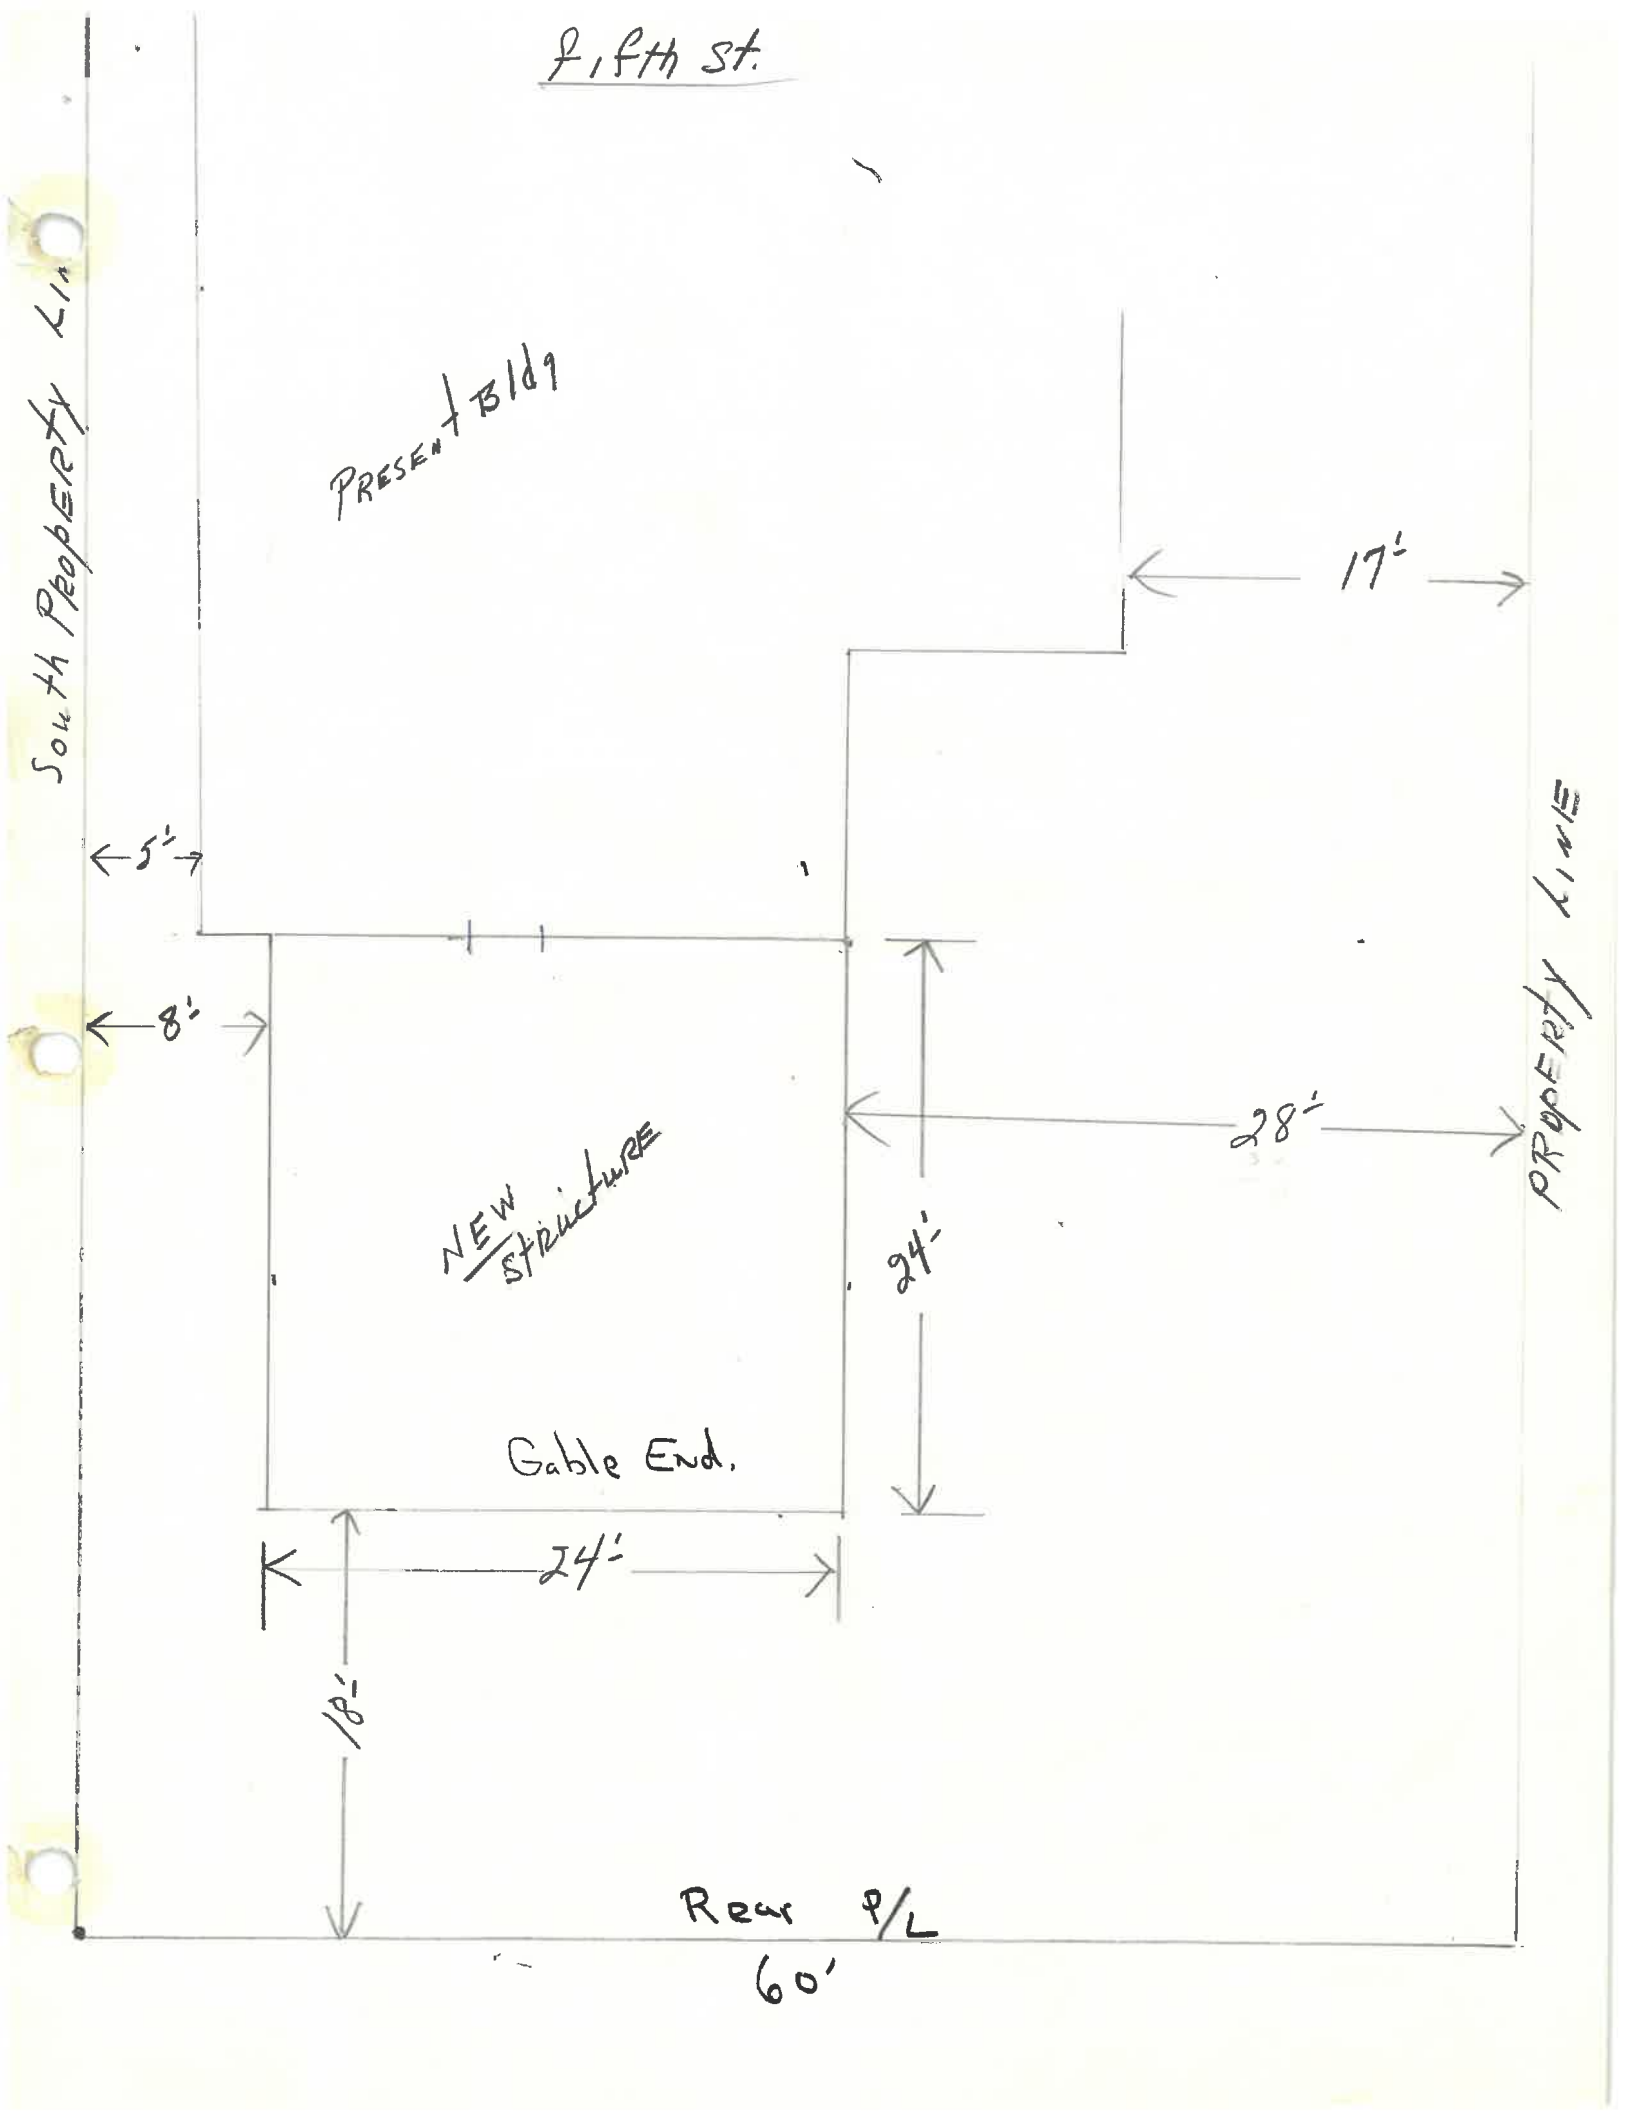 Fifth St.
South Property Lin
Present Bldg
17'
5'
Property Line
8'
28'
New
Structure
24'
Gable End.
24'
18'
Rear P/L
60'